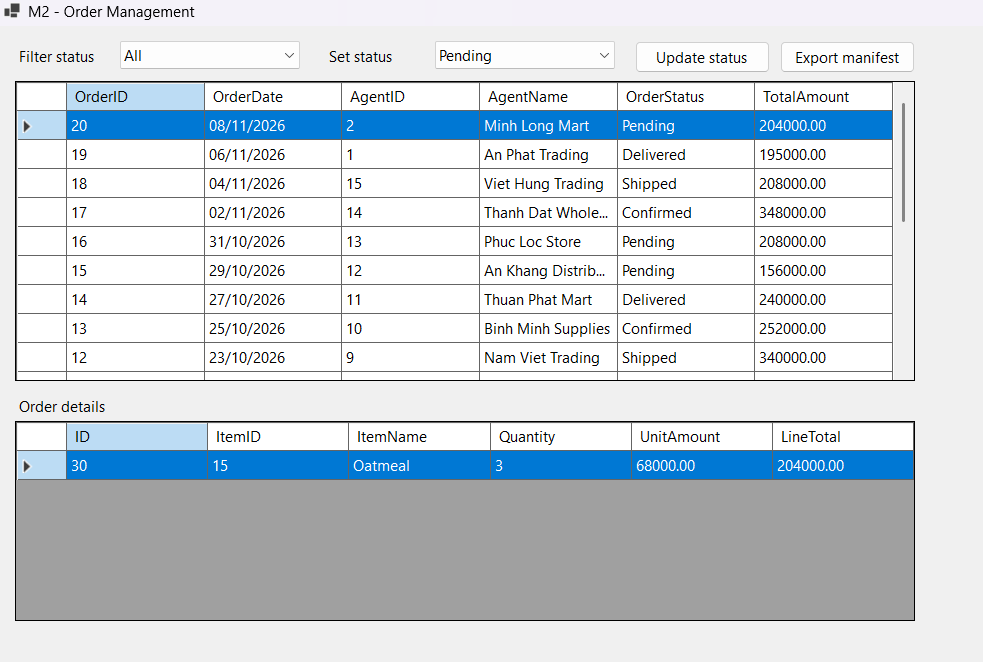 M2 - Order Management
Filter status All Set status Pending Update status Export manifest
OrderID OrderDate AgentID AgentName OrderStatus TotalAmount
20 08/11/2026 2 Minh Long Mart Pending 204000.00
19 06/11/2026 1 An Phat Trading Delivered 195000.00
18 04/11/2026 15 Viet Hung Trading Shipped 208000.00
17 02/11/2026 14 Thanh Dat Whole... Confirmed 348000.00
16 31/10/2026 13 Phuc Loc Store Pending 208000.00
15 29/10/2026 12 An Khang Distrib... Pending 156000.00
14 27/10/2026 11 Thuan Phat Mart Delivered 240000.00
13 25/10/2026 10 Binh Minh Supplies Confirmed 252000.00
12 23/10/2026 9 Nam Viet Trading Shipped 340000.00
Order details
ID ItemID ItemName Quantity UnitAmount LineTotal
30 15 Oatmeal 3 68000.00 204000.00